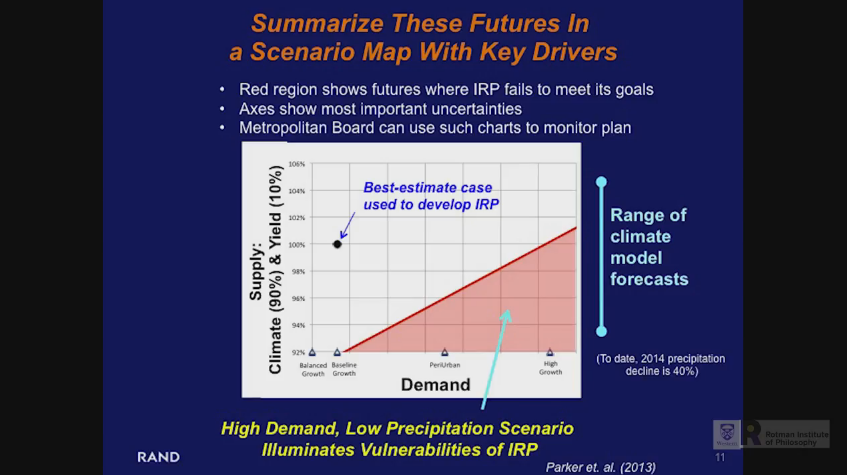 Summarize These Futures In
a Scenario Map With Key Drivers
• Red region shows futures where IRP fails to meet its goals
• Axes show most important uncertainties
• Metropolitan Board can use such charts to monitor plan
Supply:
Climate (90%) & Yield (10%)
106%
104%
102%
100%
98%
96%
94%
92%
Best-estimate case
used to develop IRP
Balanced
Growth
Baseline
Growth
PeriUrban
High
Growth
Demand
Range of
climate
model
forecasts
(To date, 2014 precipitation
decline is 40%)
High Demand, Low Precipitation Scenario
Illuminates Vulnerabilities of IRP
RAND
Parker et. al. (2013)
11
Rotman Institute
of Philosophy